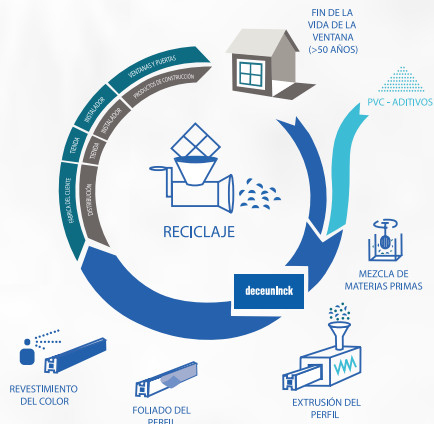 FIN DE LA
VIDA DE LA
VENTANA
(>50 AÑOS)
PVC - ADITIVOS
VENTANAS Y PUERTAS
PRODUCTOS DE CONSTRUCCIÓN
INSTALADOR
INSTALADOR
TIENDA
TIENDA
FÁBRICA DEL CLIENTE
DISTRIBUCIÓN
RECICLAJE
deceuninck
MEZCLA DE
MATERIAS PRIMAS
EXTRUSIÓN DEL
PERFIL
FOLIADO DEL
PERFIL
REVESTIMIENTO
DEL COLOR